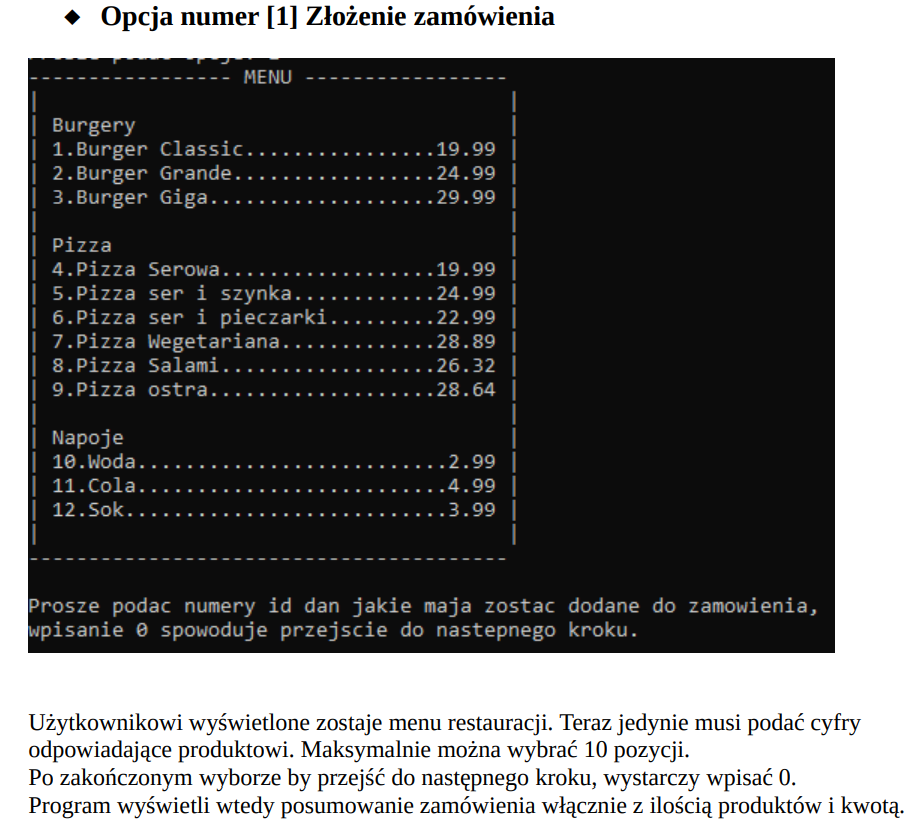 ◆ Opcja numer [1] Złożenie zamówienia
----------------- MENU -----------------
| |
| Burgery |
| 1.Burger Classic................19.99 |
| 2.Burger Grande.................24.99 |
| 3.Burger Giga...................29.99 |
| |
| Pizza |
| 4.Pizza Serowa..................19.99 |
| 5.Pizza ser i szynka............24.99 |
| 6.Pizza ser i pieczarki.........22.99 |
| 7.Pizza Wegetariana.............28.89 |
| 8.Pizza Salami..................26.32 |
| 9.Pizza ostra...................28.64 |
| |
| Napoje |
| 10.Woda..........................2.99 |
| 11.Cola..........................4.99 |
| 12.Sok...........................3.99 |
| |
----------------------------------------
Prosze podac numery id dan jakie maja zostac dodane do zamowienia,
wpisanie 0 spowoduje przejscie do nastepnego kroku.
Użytkownikowi wyświetlone zostaje menu restauracji. Teraz jedynie musi podać cyfry
odpowiadające produktowi. Maksymalnie można wybrać 10 pozycji.
Po zakończonym wyborze by przejść do następnego kroku, wystarczy wpisać 0.
Program wyświetli wtedy posumowanie zamówienia włącznie z ilością produktów i kwotą.